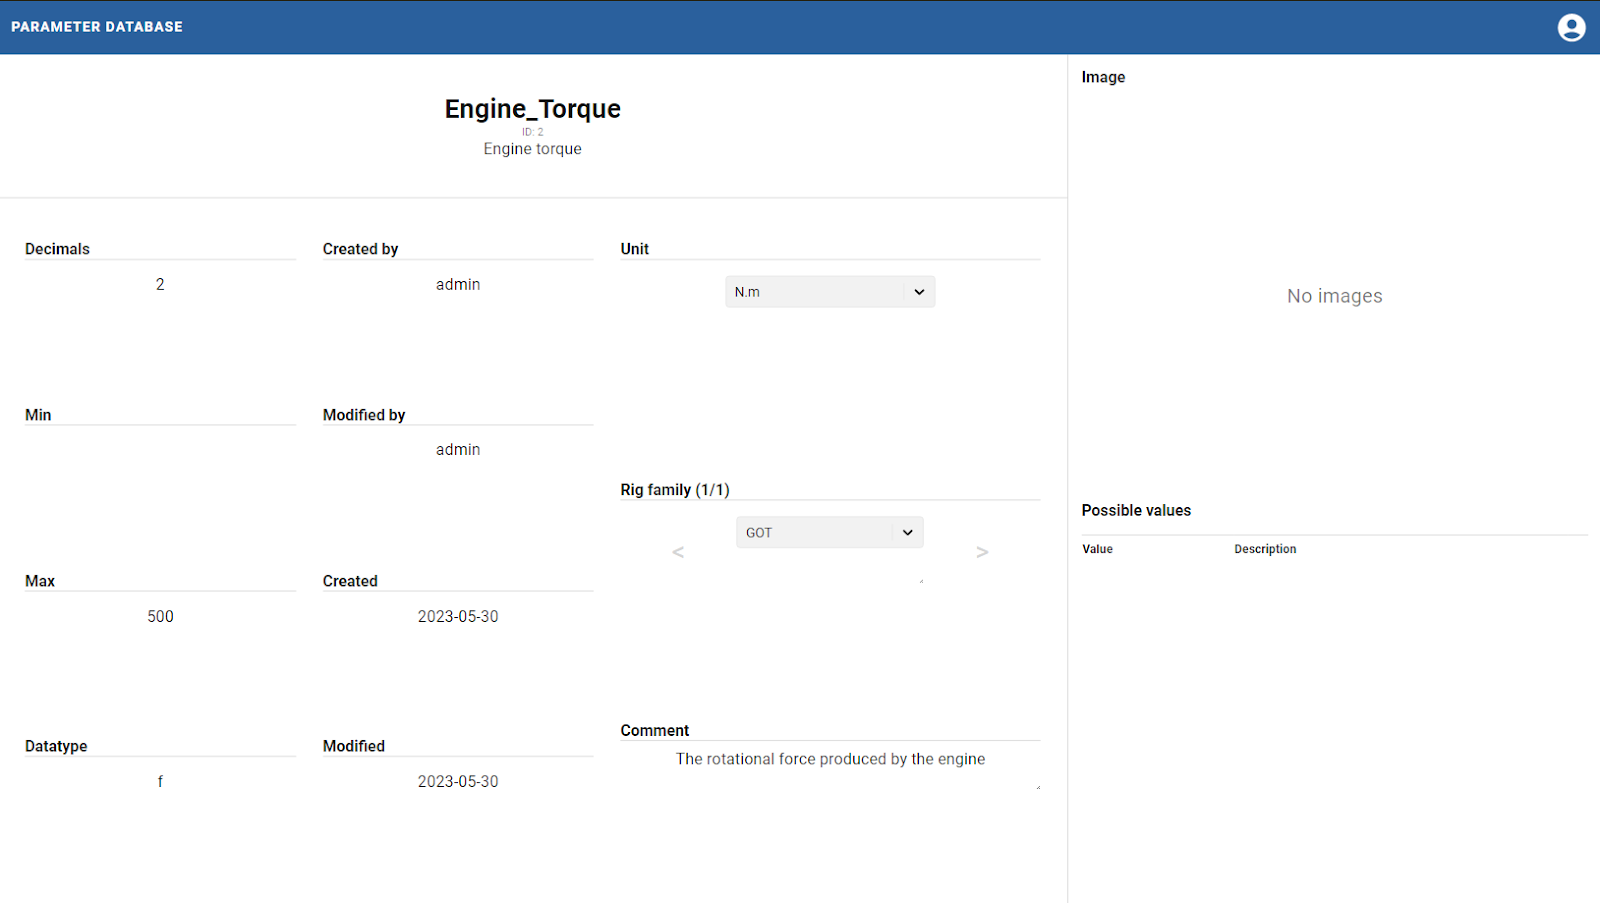 PARAMETER DATABASE
Engine_Torque
ID: 2
Engine torque
Decimals
2
Created by
admin
Unit
N.m
Min
Modified by
admin
Rig family (1/1)
GOT
<
>
Max
500
Created
2023-05-30
Datatype
f
Modified
2023-05-30
Comment
The rotational force produced by the engine
Image
No images
Possible values
Value Description